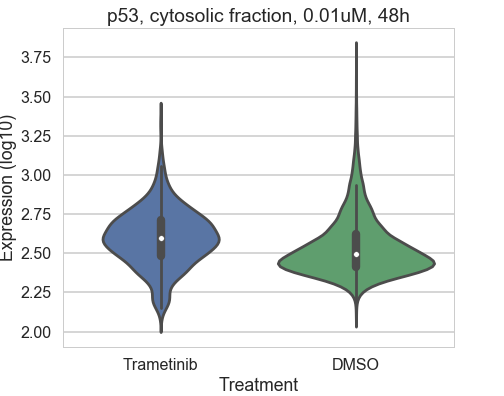 p53, cytosolic fraction, 0.01uM, 48h
Expression (log10)
3.75
3.50
3.25
3.00
2.75
2.50
2.25
2.00
Trametinib
DMSO
Treatment